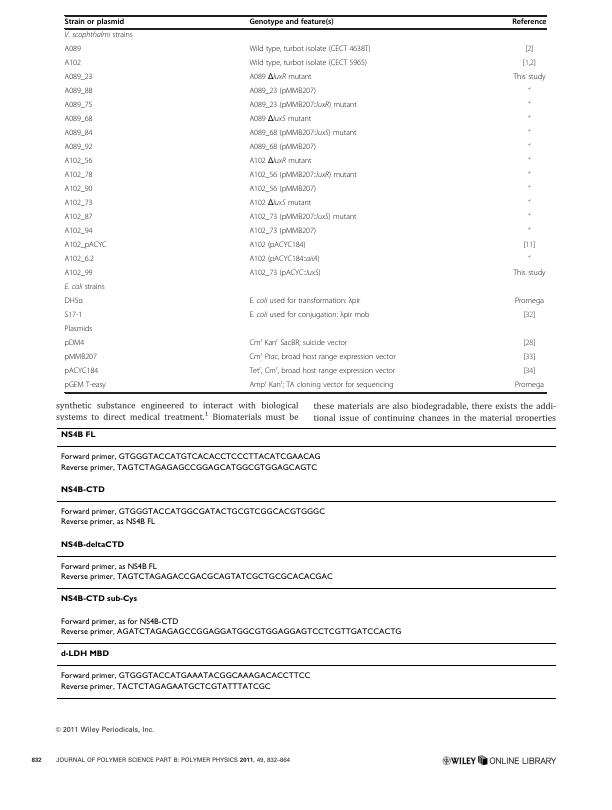 Strain or plasmid Genotype and feature(s) Reference
V. scophthalmi strains
A089 Wild type, turbot isolate (CECT 4638T) [2]
A102 Wild type, turbot isolate (CECT 5965) [1,2]
A089_23 A089 ΔluxR mutant This study
A089_88 A089_23 (pMMB207) "
A089_75 A089_23 (pMMB207::luxR) mutant "
A089_68 A089 ΔluxS mutant "
A089_84 A089_68 (pMMB207::luxS) mutant "
A089_92 A089_68 (pMMB207) "
A102_56 A102 ΔluxR mutant "
A102_78 A102_56 (pMMB207::luxR) mutant "
A102_90 A102_56 (pMMB207) "
A102_73 A102 ΔluxS mutant "
A102_87 A102_73 (pMMB207::luxS) mutant "
A102_94 A102_73 (pMMB207) "
A102_pACYC A102 (pACYC184) [11]
A102_6.2 A102 (pACYC184::aiiA) "
A102_99 A102_73 (pACYC::luxS) This study
E. coli strains
DH5α E. coli used for transformation: λpir Promega
S17-1 E. coli used for conjugation: λpir mob [32]
Plasmids
pDM4 Cmr Kanr SacBR; suicide vector [28]
pMMB207 Cmr Ptac, broad host range expression vector [33]
pACYC184 Tetr, Cmr, broad host range expression vector [34]
pGEM T-easy Ampr Kanr; TA cloning vector for sequencing Promega
synthetic substance engineered to interact with biological
systems to direct medical treatment.1 Biomaterials must be
these materials are also biodegradable, there exists the addi-
tional issue of continuing changes in the material properties
NS4B FL
Forward primer, GTGGGTACCATGTCACACCTCCCTTACATCGAACAG
Reverse primer, TAGTCTAGAGAGCCGGAGCATGGCGTGGAGCAGTC
NS4B-CTD
Forward primer, GTGGGTACCATGGCGATACTGCGTCGGCACGTGGGC
Reverse primer, as NS4B FL
NS4B-deltaCTD
Forward primer, as NS4B FL
Reverse primer, TAGTCTAGAGACCGACGCAGTATCGCTGCGCACACGAC
NS4B-CTD sub-Cys
Forward primer, as for NS4B-CTD
Reverse primer, AGATCTAGAGAGCCGGAGGATGGCGTGGAGGAGTCCTCGTTGATCCACTG
d-LDH MBD
Forward primer, GTGGGTACCATGAAATACGGCAAAGACACCTTCC
Reverse primer, TACTCTAGAGAATGCTCGTATTTATCGC
© 2011 Wiley Periodicals, Inc.
832 JOURNAL OF POLYMER SCIENCE PART B: POLYMER PHYSICS 2011, 49, 832–864 WILEY ONLINE LIBRARY